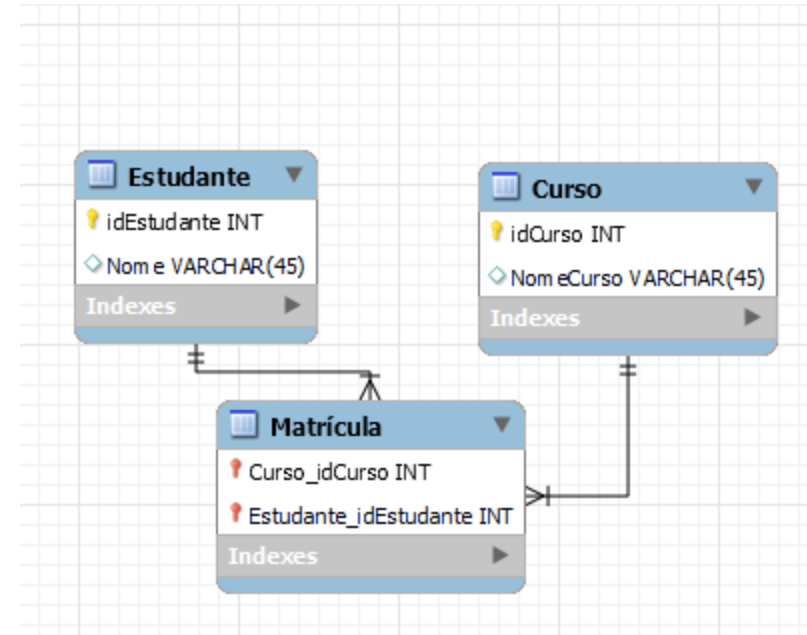 Estudante
idEstudante INT
Nome VARCHAR(45)
Indexes
Curso
idCurso INT
NomeCurso VARCHAR(45)
Indexes
Matrícula
Curso_idCurso INT
Estudante_idEstudante INT
Indexes